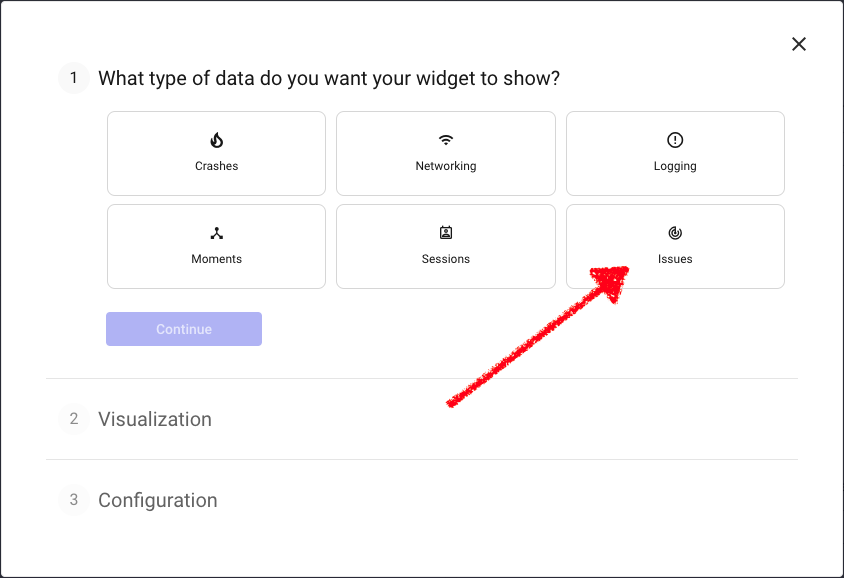 1 What type of data do you want your widget to show?
Crashes Networking Logging
Moments Sessions Issues
Continue
2 Visualization
3 Configuration